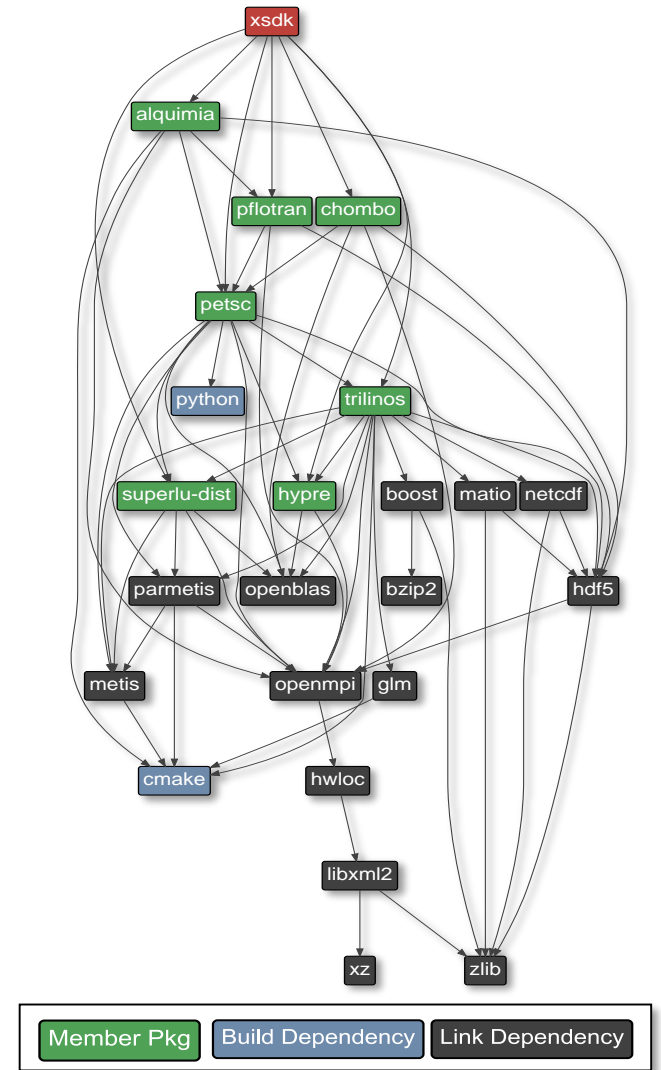 xsdk
alquimia
pflotran chombo
petsc
python trilinos
superlu-dist hypre boost matio netcdf
parmetis openblas bzip2 hdf5
metis openmpi glm
cmake hwloc
libxml2
xz zlib
Member Pkg Build Dependency Link Dependency